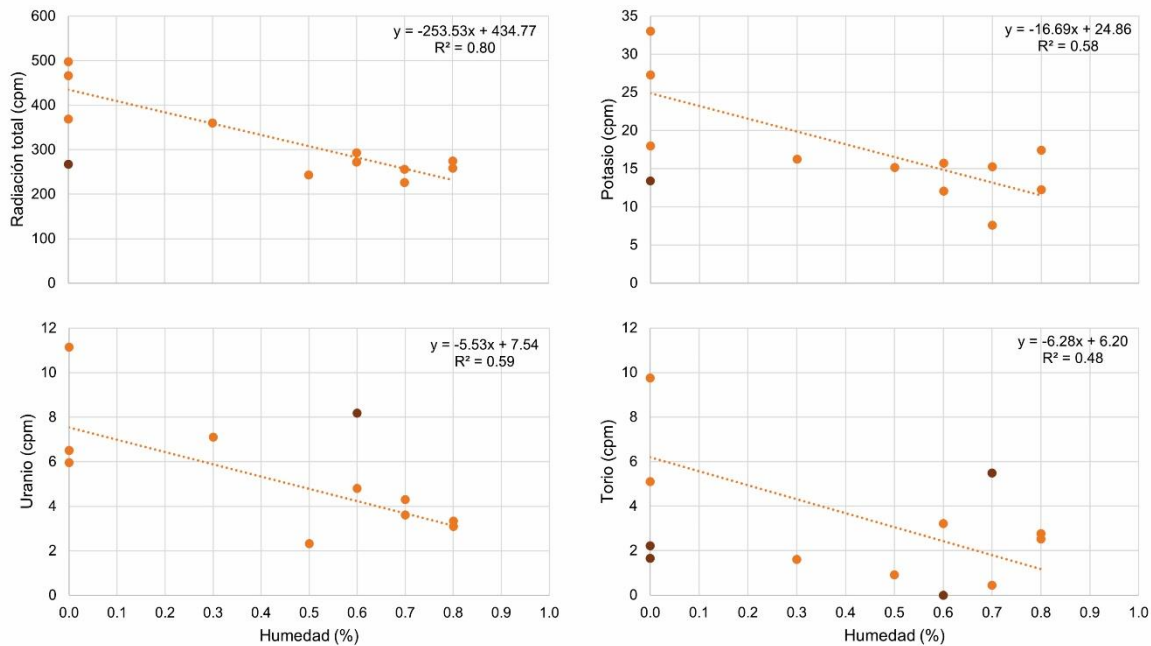 600
500
400
300
200
100
0
Radiación total (cpm)
y = -253.53x + 434.77
R² = 0.80
35
30
25
20
15
10
5
0
Potasio (cpm)
y = -16.69x + 24.86
R² = 0.58
12
10
8
6
4
2
0
Uranio (cpm)
y = -5.53x + 7.54
R² = 0.59
0.0 0.1 0.2 0.3 0.4 0.5 0.6 0.7 0.8 0.9 1.0
Humedad (%)
12
10
8
6
4
2
0
Torio (cpm)
y = -6.28x + 6.20
R² = 0.48
0.0 0.1 0.2 0.3 0.4 0.5 0.6 0.7 0.8 0.9 1.0
Humedad (%)